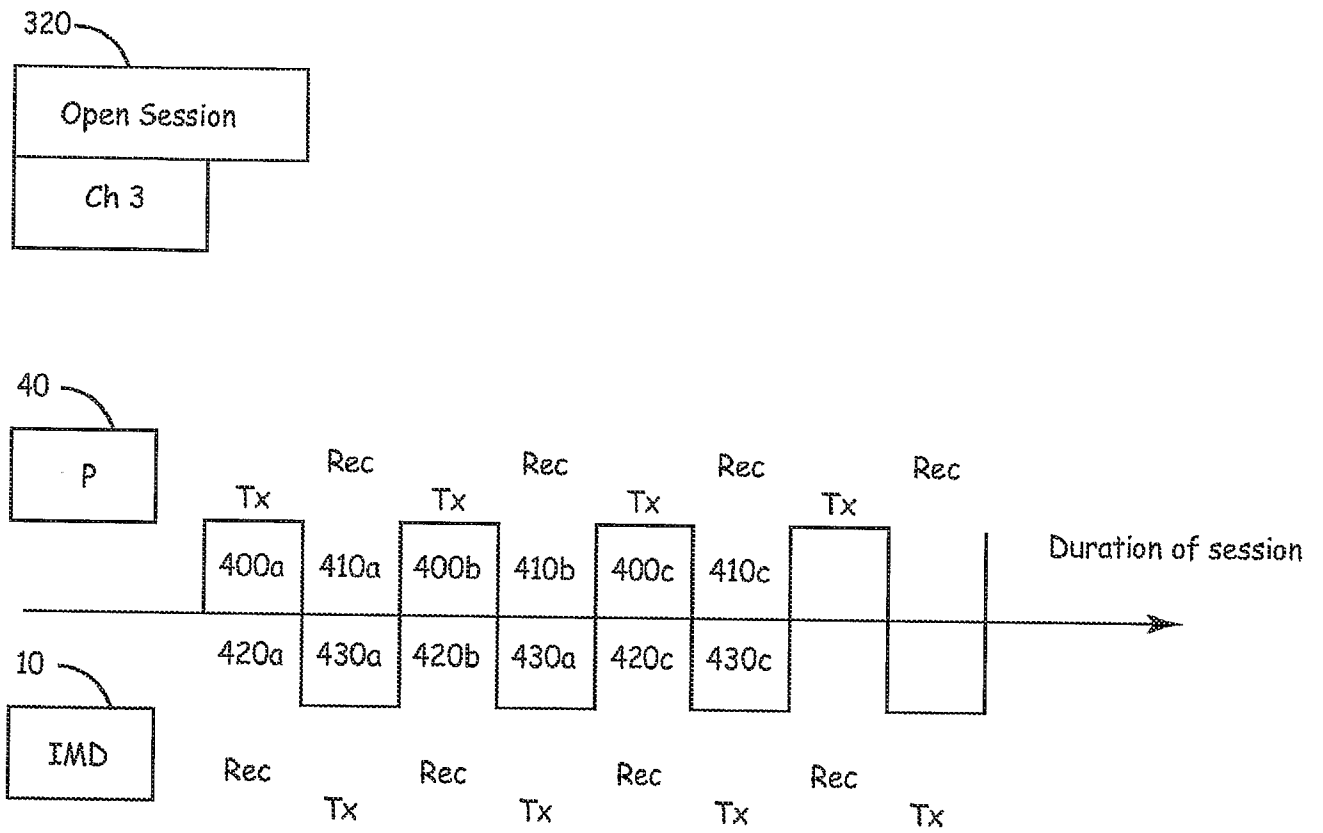 320
Open Session
Ch 3
40
P
Rec Rec Rec Rec
Tx Tx Tx Tx
400a 410a 400b 410b 400c 410c
Duration of session
420a 430a 420b 430a 420c 430c
10
IMD
Rec Rec Rec Rec
Tx Tx Tx Tx